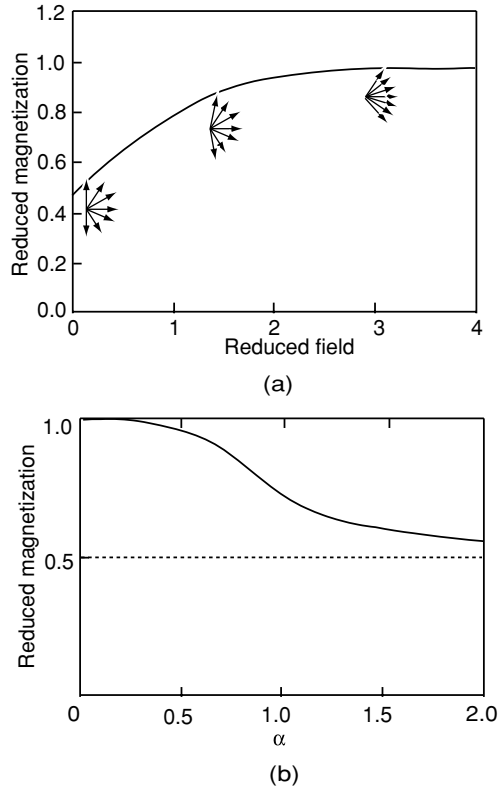 1.2
1.0
0.8
0.6
0.4
0.2
0.0
Reduced magnetization
0 1 2 3 4
Reduced field
(a)
1.0
0.5
Reduced magnetization
0 0.5 1.0 1.5 2.0
α
(b)